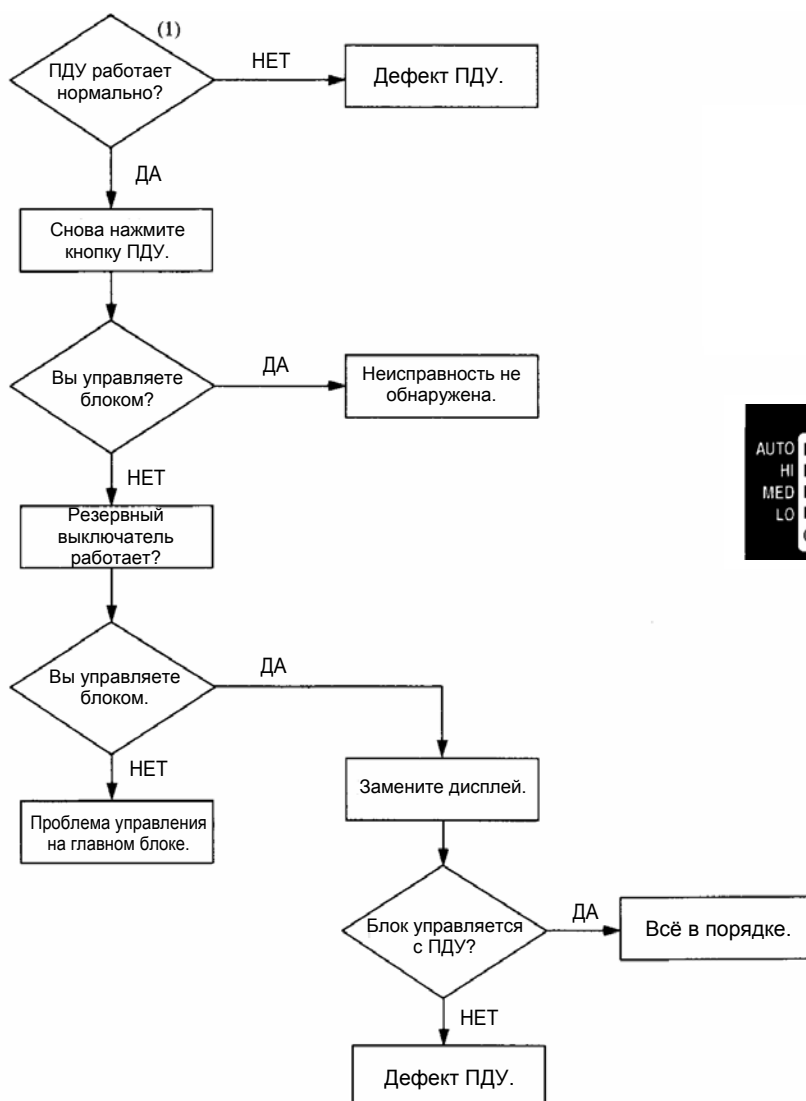 (1)
ПДУ работает
нормально?
НЕТ
Дефект ПДУ.
ДА
Снова нажмите
кнопку ПДУ.
Вы управляете
блоком?
ДА
Неисправность не
обнаружена.
НЕТ
Резервный
выключатель
работает?
Вы управляете
блоком.
ДА
НЕТ
Проблема управления
на главном блоке.
Замените дисплей.
Блок управляется
с ПДУ?
ДА
Всё в порядке.
НЕТ
Дефект ПДУ.
AUTO
HI
MED
LO